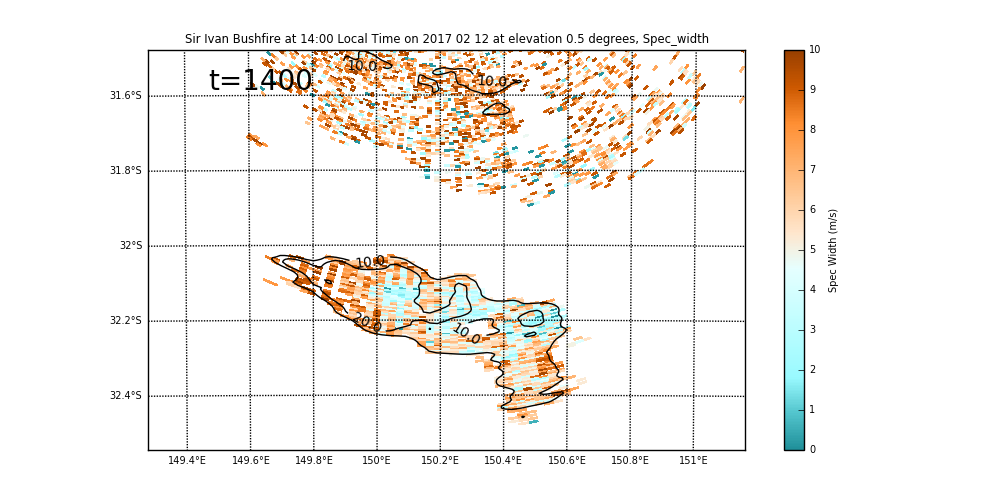 Sir Ivan Bushfire at 14:00 Local Time on 2017 02 12 at elevation 0.5 degrees, Spec_width
t=1400
10.0
10.0
10.0
20.0
10.0
31.6°S
31.8°S
32°S
32.2°S
32.4°S
149.4°E 149.6°E 149.8°E 150°E 150.2°E 150.4°E 150.6°E 150.8°E 151°E
10
9
8
7
6
5
4
3
2
1
0
Spec Width (m/s)